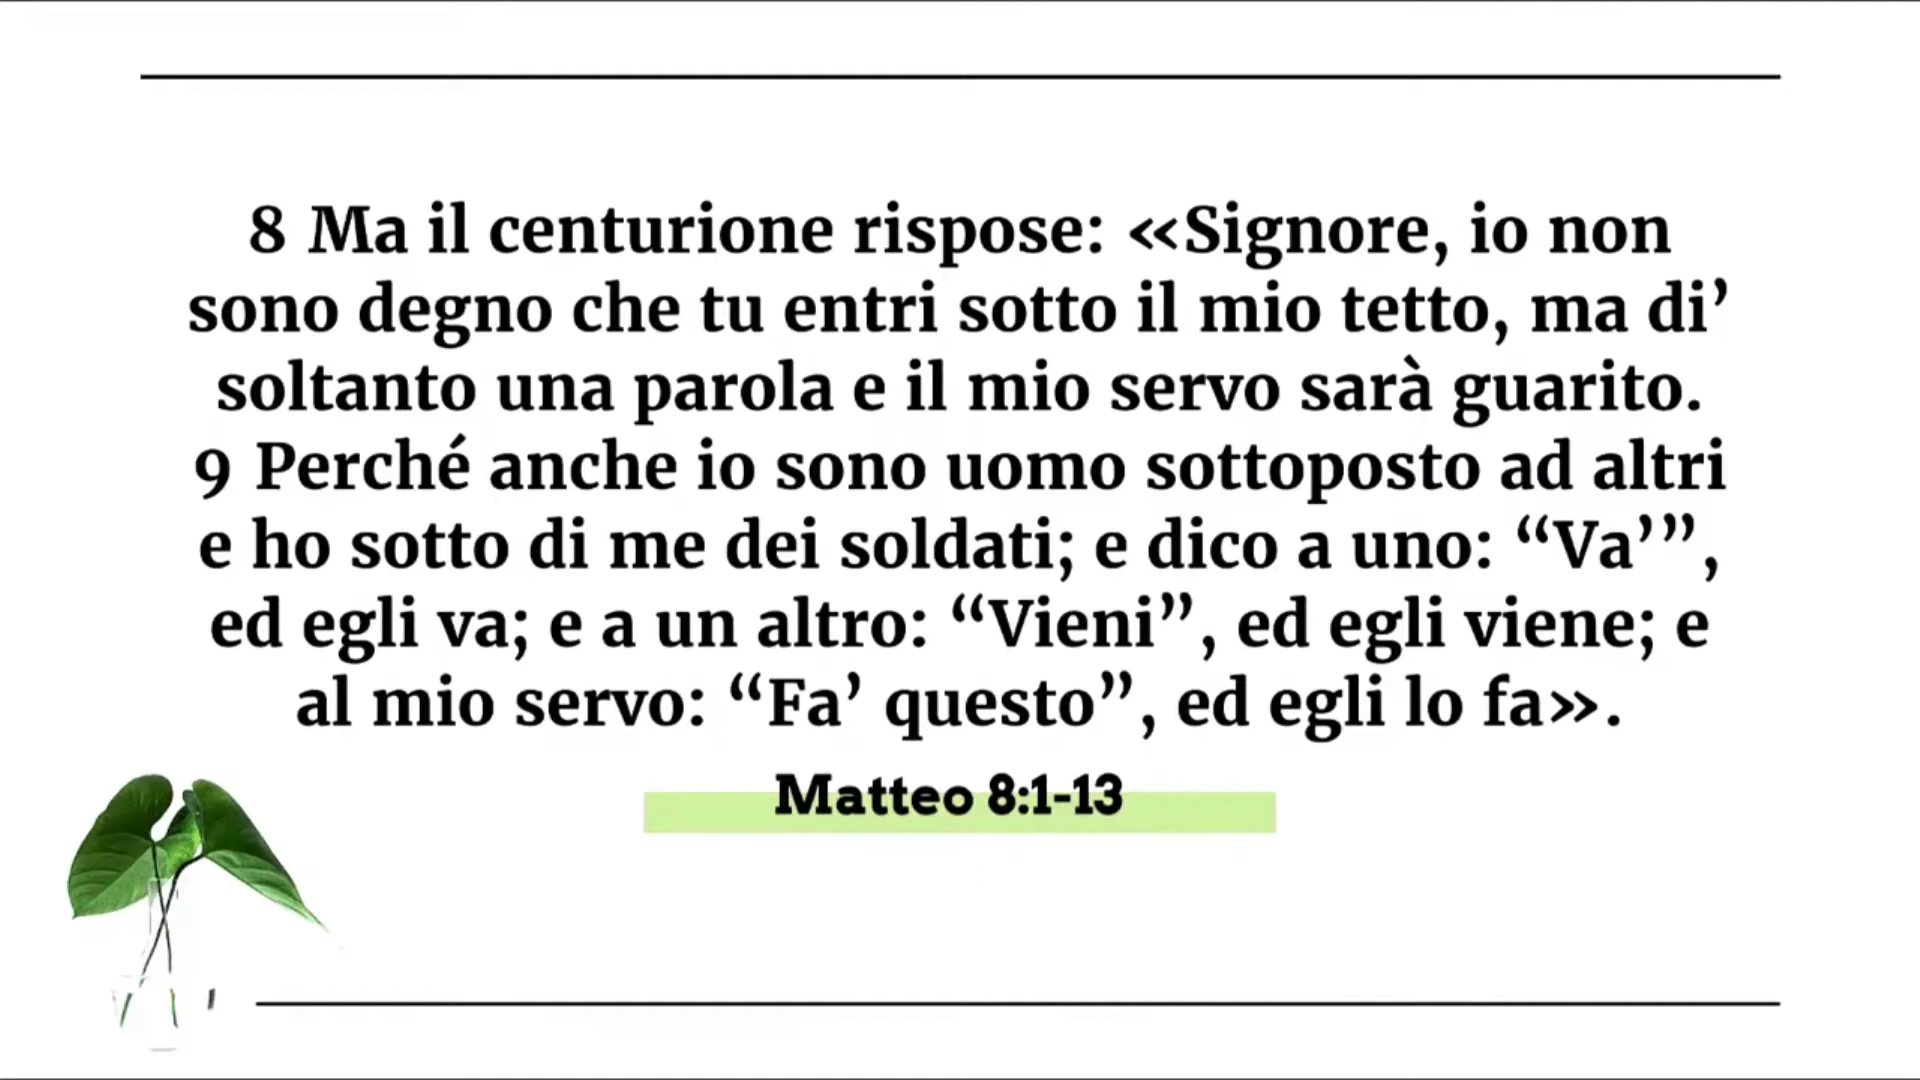 8 Ma il centurione rispose: «Signore, io non
sono degno che tu entri sotto il mio tetto, ma di’
soltanto una parola e il mio servo sarà guarito.
9 Perché anche io sono uomo sottoposto ad altri
e ho sotto di me dei soldati; e dico a uno: “Va’”,
ed egli va; e a un altro: “Vieni”, ed egli viene; e
al mio servo: “Fa’ questo”, ed egli lo fa».
Matteo 8:1-13